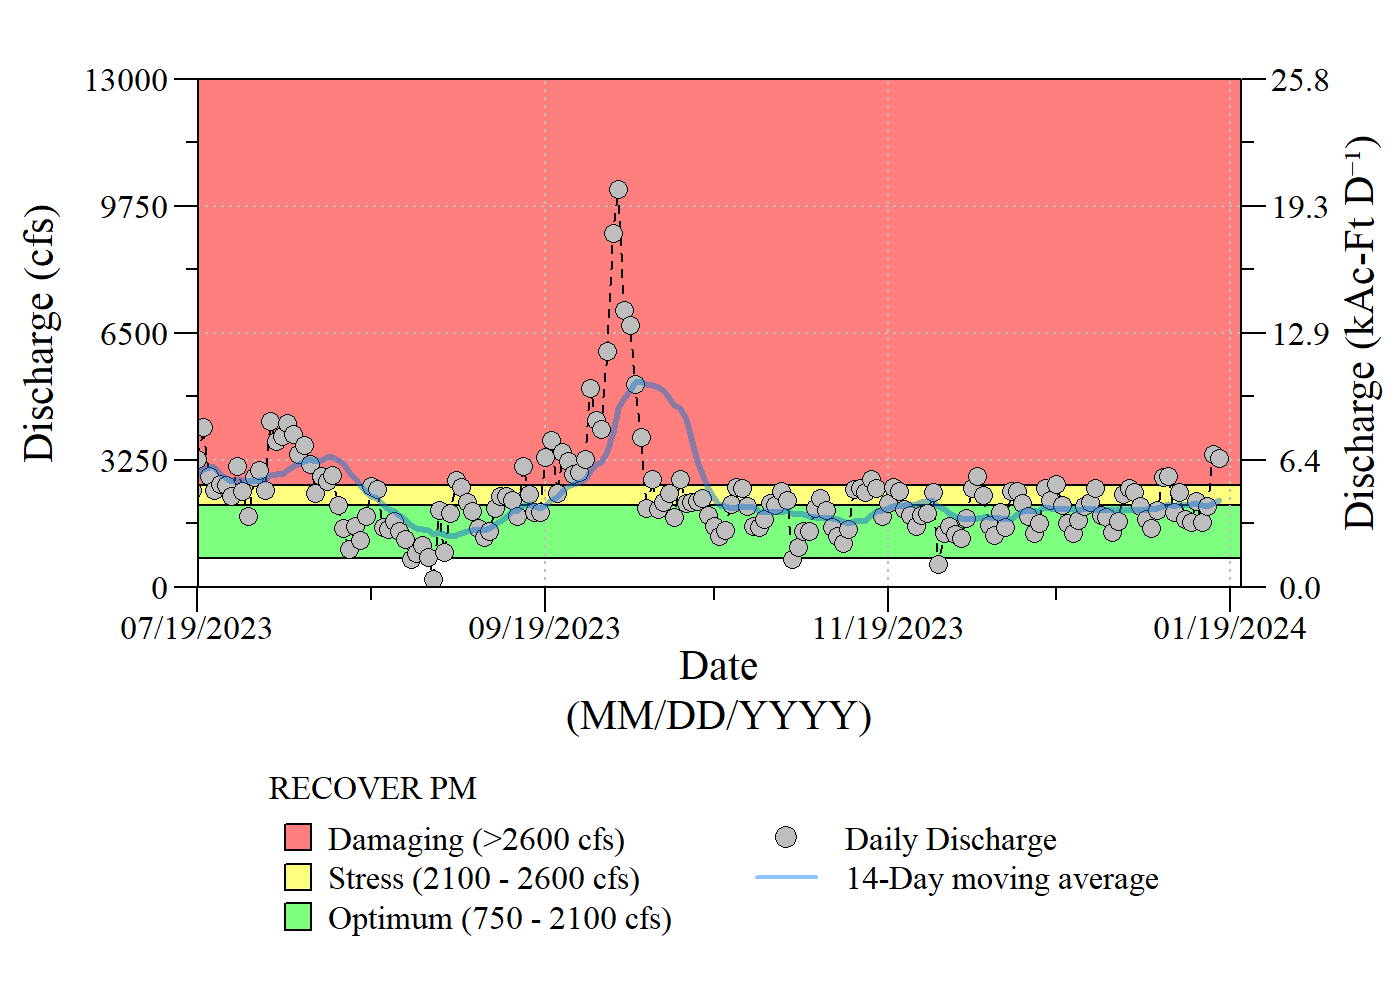 13000
9750
6500
3250
0
Discharge (cfs)
25.8
19.3
12.9
6.4
0.0
Discharge (kAc-Ft D⁻¹)
07/19/2023 09/19/2023 11/19/2023 01/19/2024
Date
(MM/DD/YYYY)
RECOVER PM
Damaging (>2600 cfs)
Stress (2100 - 2600 cfs)
Optimum (750 - 2100 cfs)
Daily Discharge
14-Day moving average